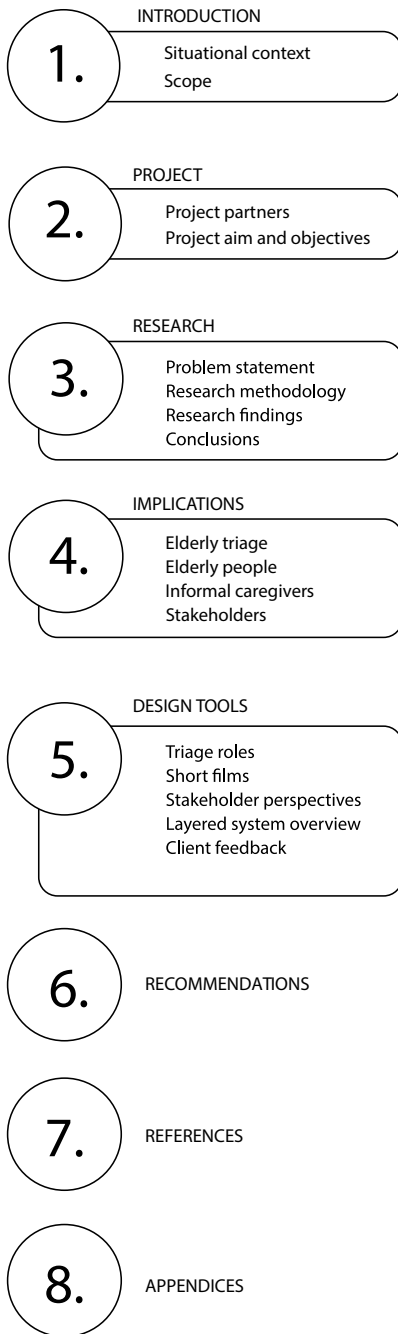 INTRODUCTION
1.
Situational context
Scope
PROJECT
2.
Project partners
Project aim and objectives
RESEARCH
3.
Problem statement
Research methodology
Research findings
Conclusions
IMPLICATIONS
4.
Elderly triage
Elderly people
Informal caregivers
Stakeholders
DESIGN TOOLS
5.
Triage roles
Short films
Stakeholder perspectives
Layered system overview
Client feedback
6.
RECOMMENDATIONS
7.
REFERENCES
8.
APPENDICES